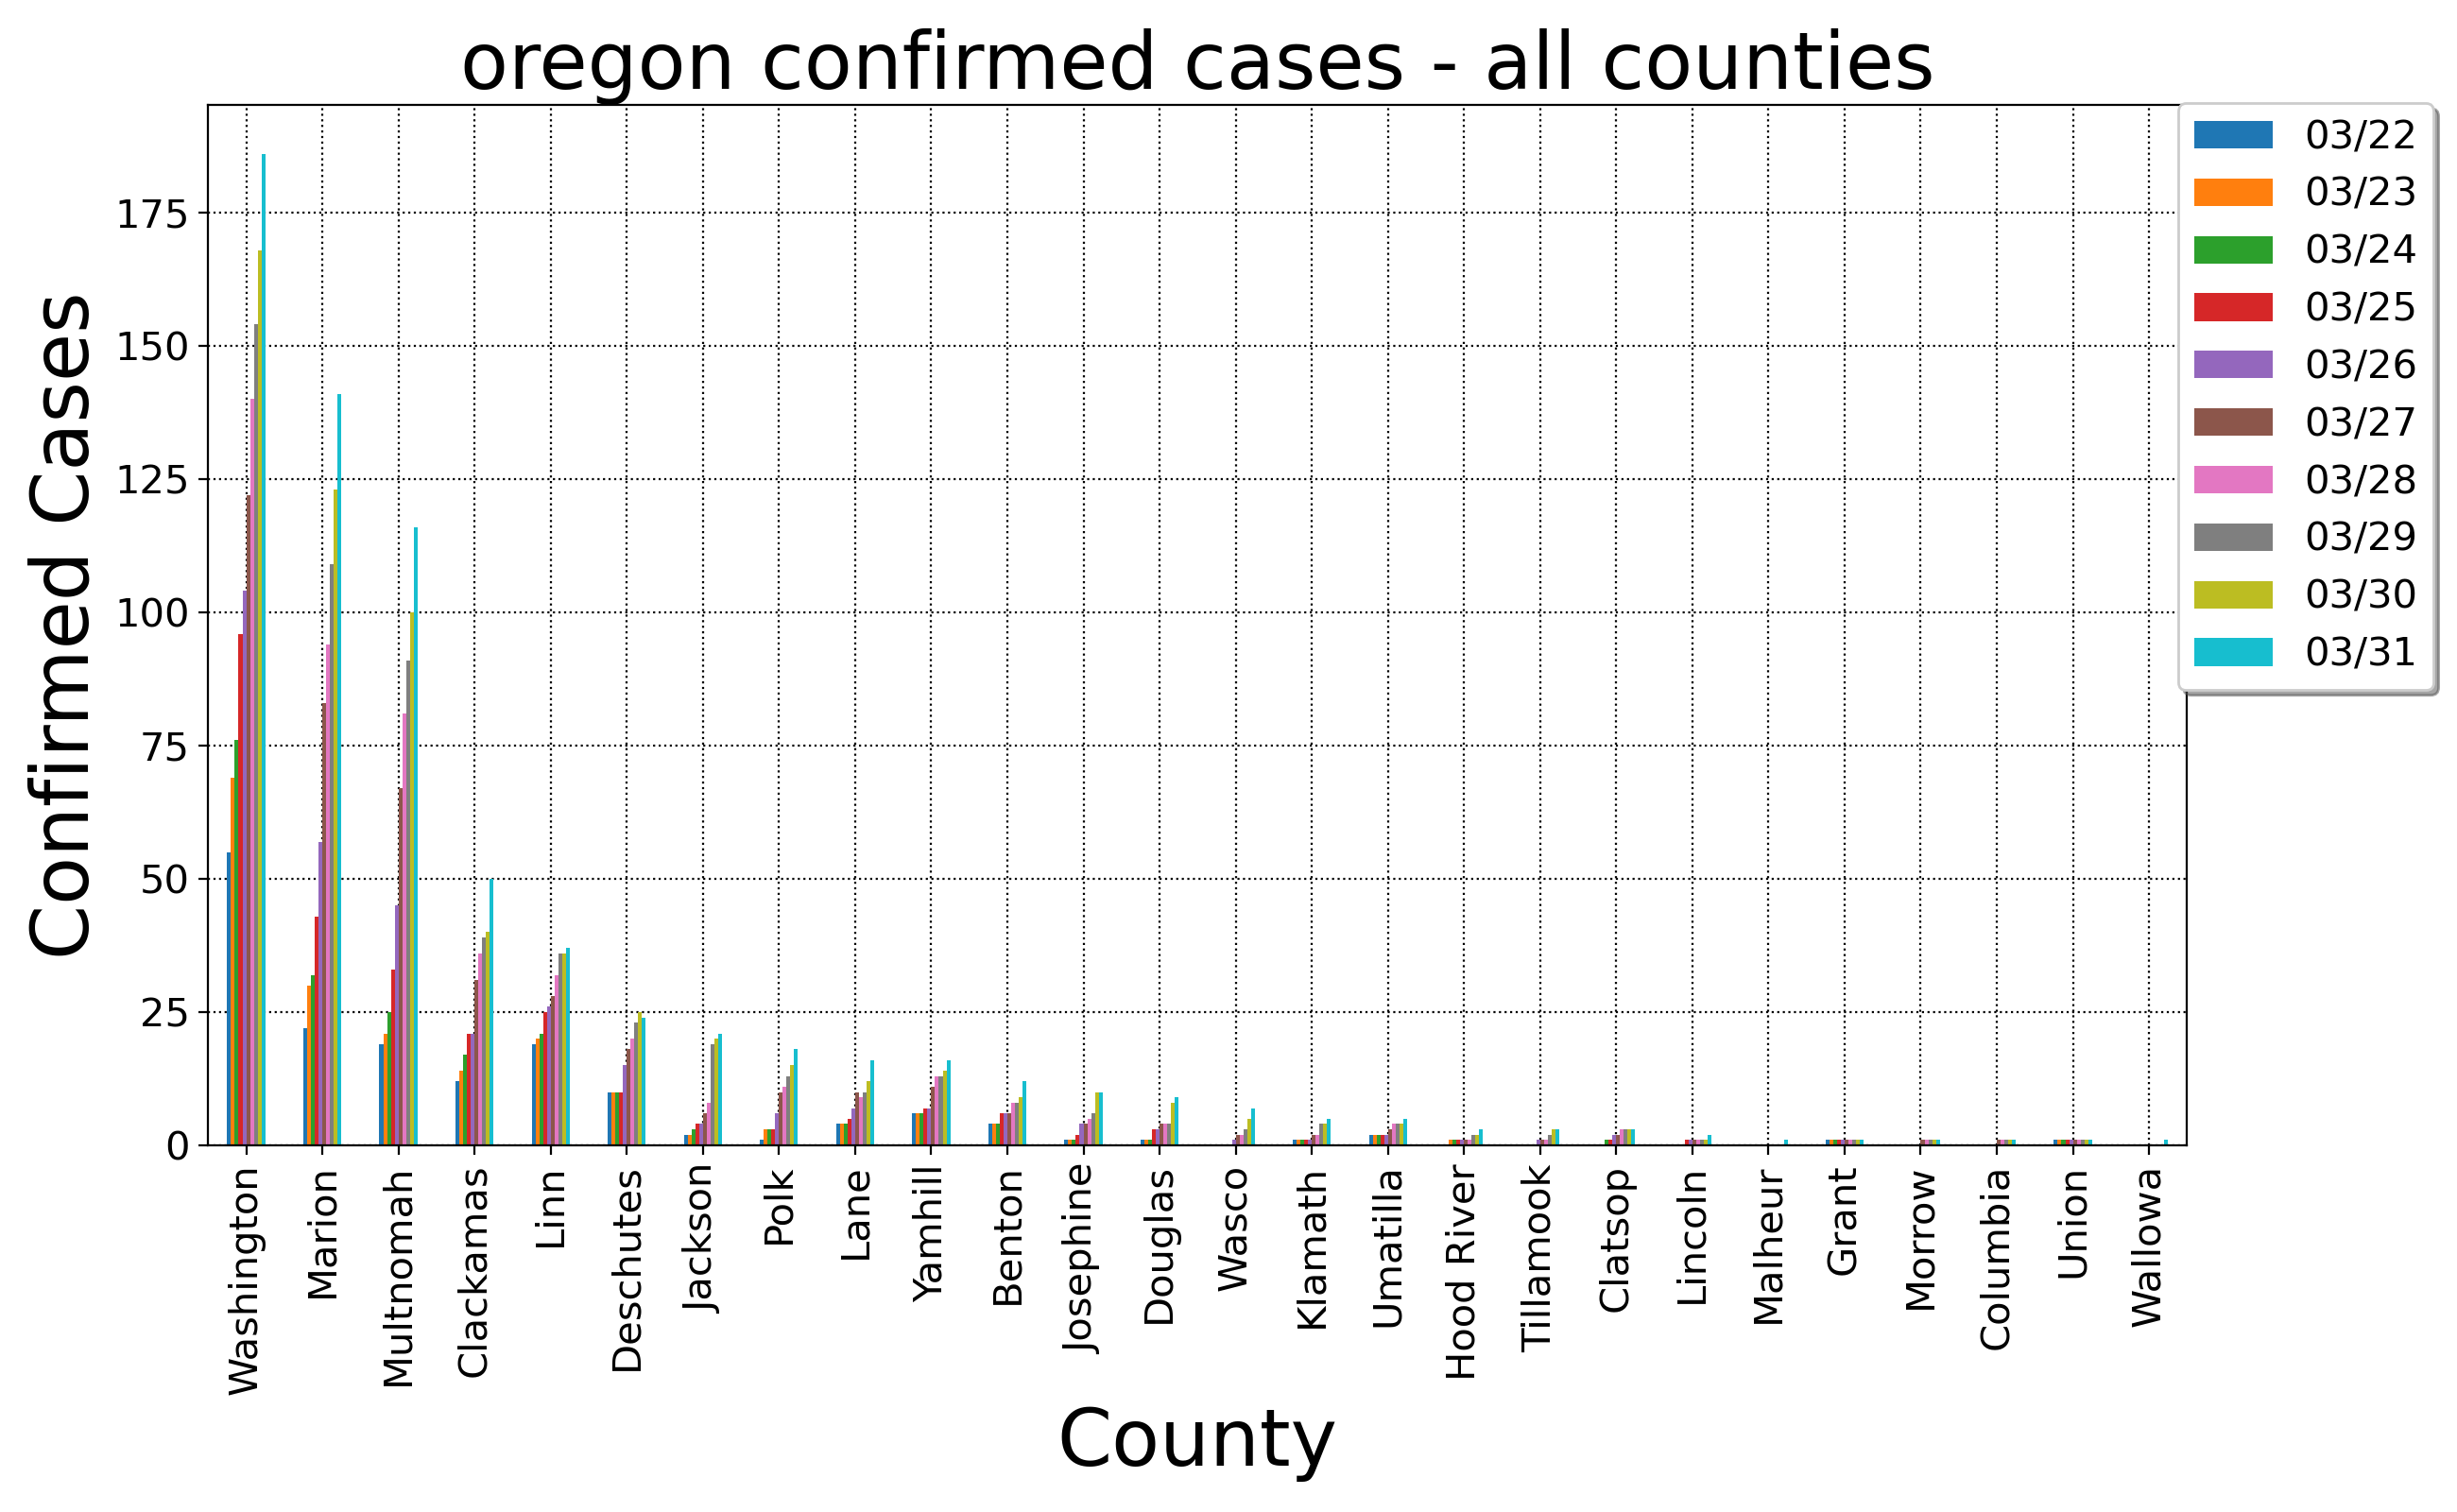 oregon confirmed cases - all counties
Confirmed Cases
175
150
125
100
75
50
25
0
03/22
03/23
03/24
03/25
03/26
03/27
03/28
03/29
03/30
03/31
Washington
Marion
Multnomah
Clackamas
Linn
Deschutes
Jackson
Polk
Lane
Yamhill
Benton
Josephine
Douglas
Wasco
Klamath
Umatilla
Hood River
Tillamook
Clatsop
Lincoln
Malheur
Grant
Morrow
Columbia
Union
Wallowa
County